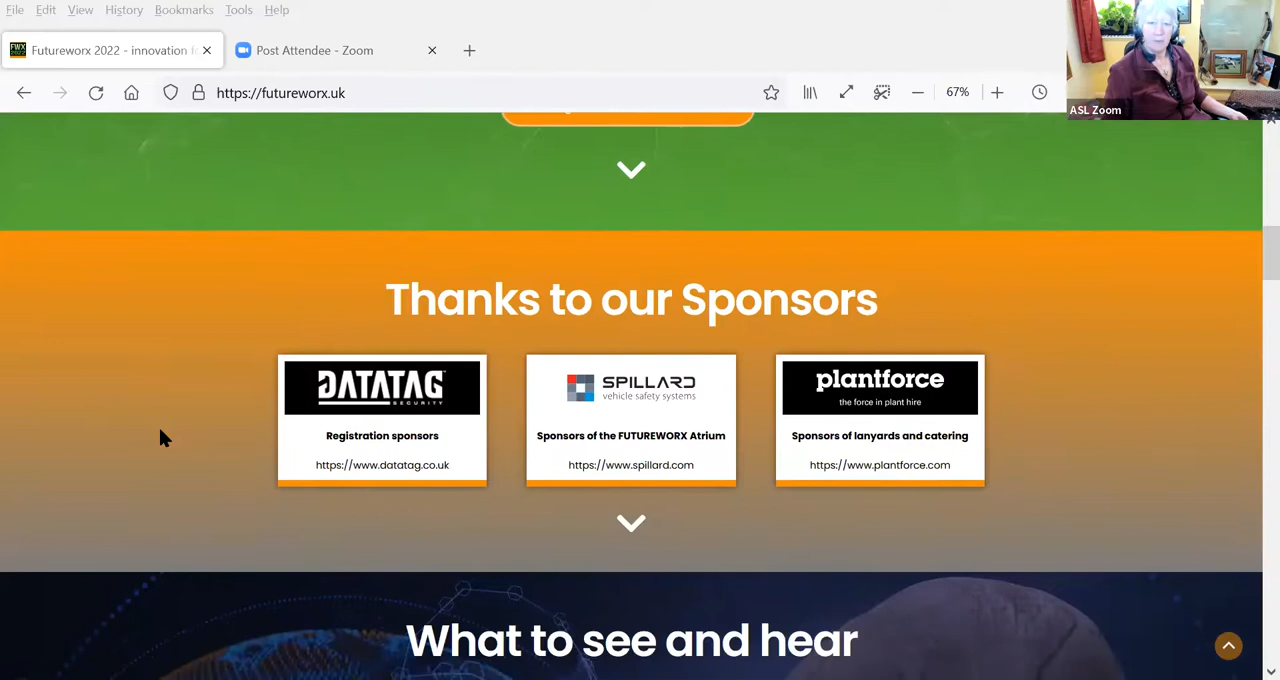 File Edit View History Bookmarks Tools Help
Futureworx 2022 - innovation f
Post Attendee - Zoom
https://futureworx.uk
67%
ASL Zoom
Thanks to our Sponsors
DATATAG
SECURITY
Registration sponsors
https://www.datatag.co.uk
SPILLARD
vehicle safety systems
Sponsors of the FUTUREWORX Atrium
https://www.spillard.com
plantforce
the force in plant hire
Sponsors of lanyards and catering
https://www.plantforce.com
What to see and hear